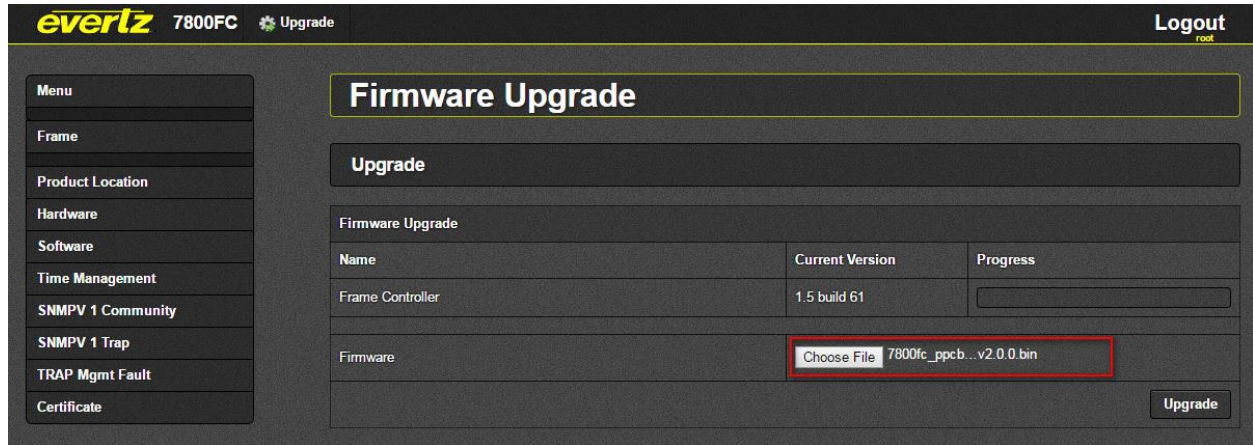 evertz 7800FC Upgrade Logout
root
Menu
Frame
Product Location
Hardware
Software
Time Management
SNMPV 1 Community
SNMPV 1 Trap
TRAP Mgmt Fault
Certificate
Firmware Upgrade
Upgrade
Firmware Upgrade
Name Current Version Progress
Frame Controller 1.5 build 61
Firmware Choose File 7800fc_ppcb...v2.0.0.bin
Upgrade